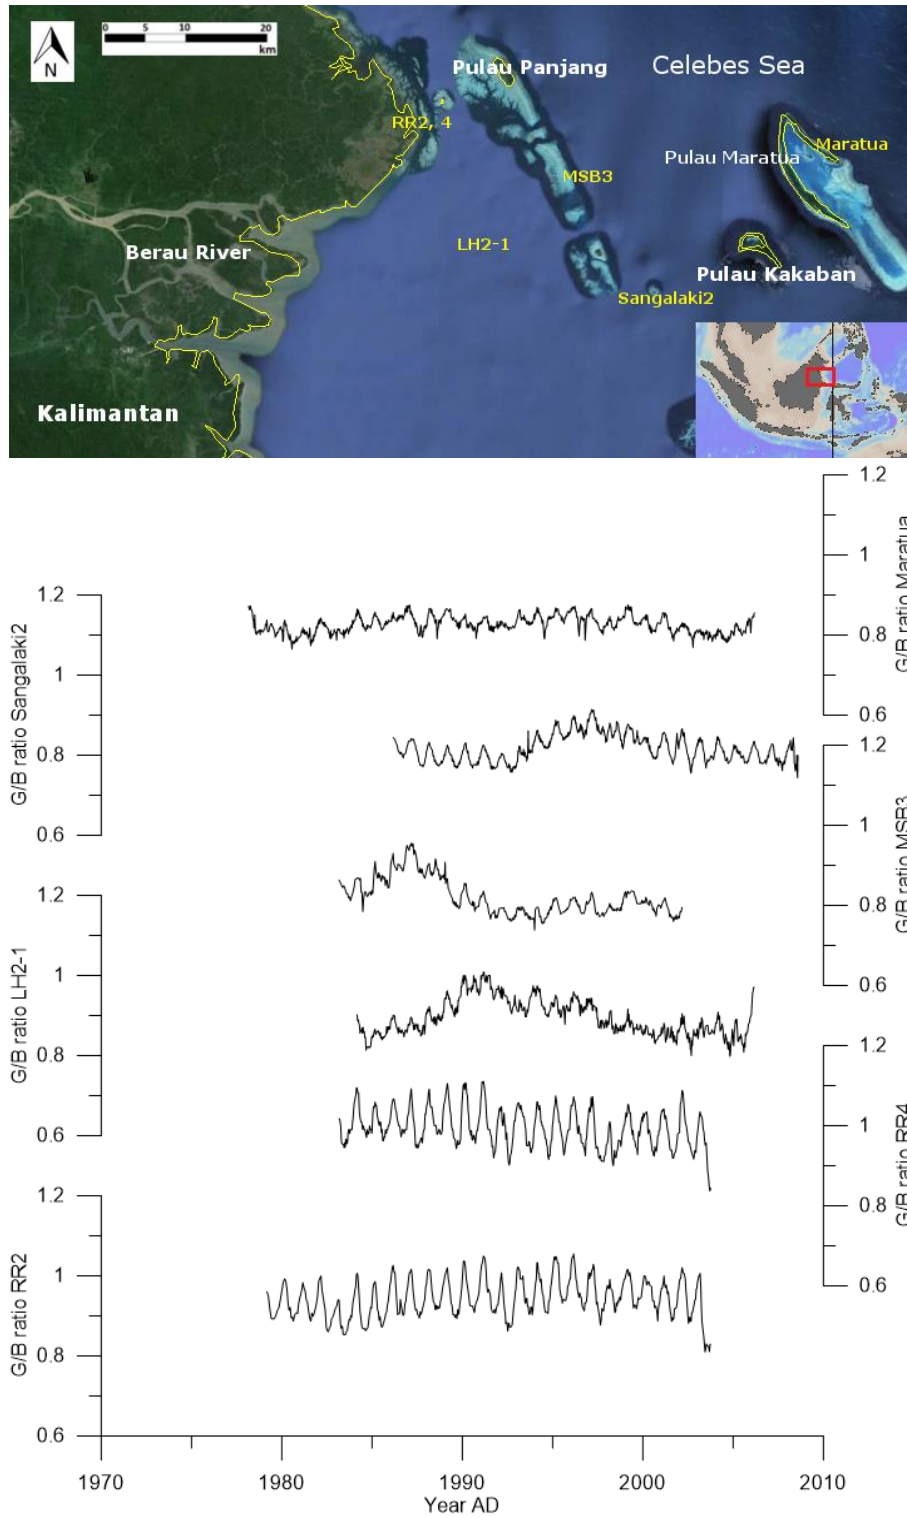 0 5 10 20
km
N
Pulau Panjang
Celebes Sea
RR2, 4
Maratua
Pulau Maratua
MSB3
LH2-1
Berau River
Pulau Kakaban
Sangalaki2
Kalimantan
1.2
1
0.8
0.6
G/B ratio Maratua
1.2
1
0.8
0.6
G/B ratio Sangalaki2
1.2
1
0.8
0.6
G/B ratio MSB3
1.2
1
0.8
0.6
G/B ratio LH2-1
1.2
1
0.8
0.6
G/B ratio RR4
1.2
1
0.8
0.6
G/B ratio RR2
1970 1980 1990 2000 2010
Year AD